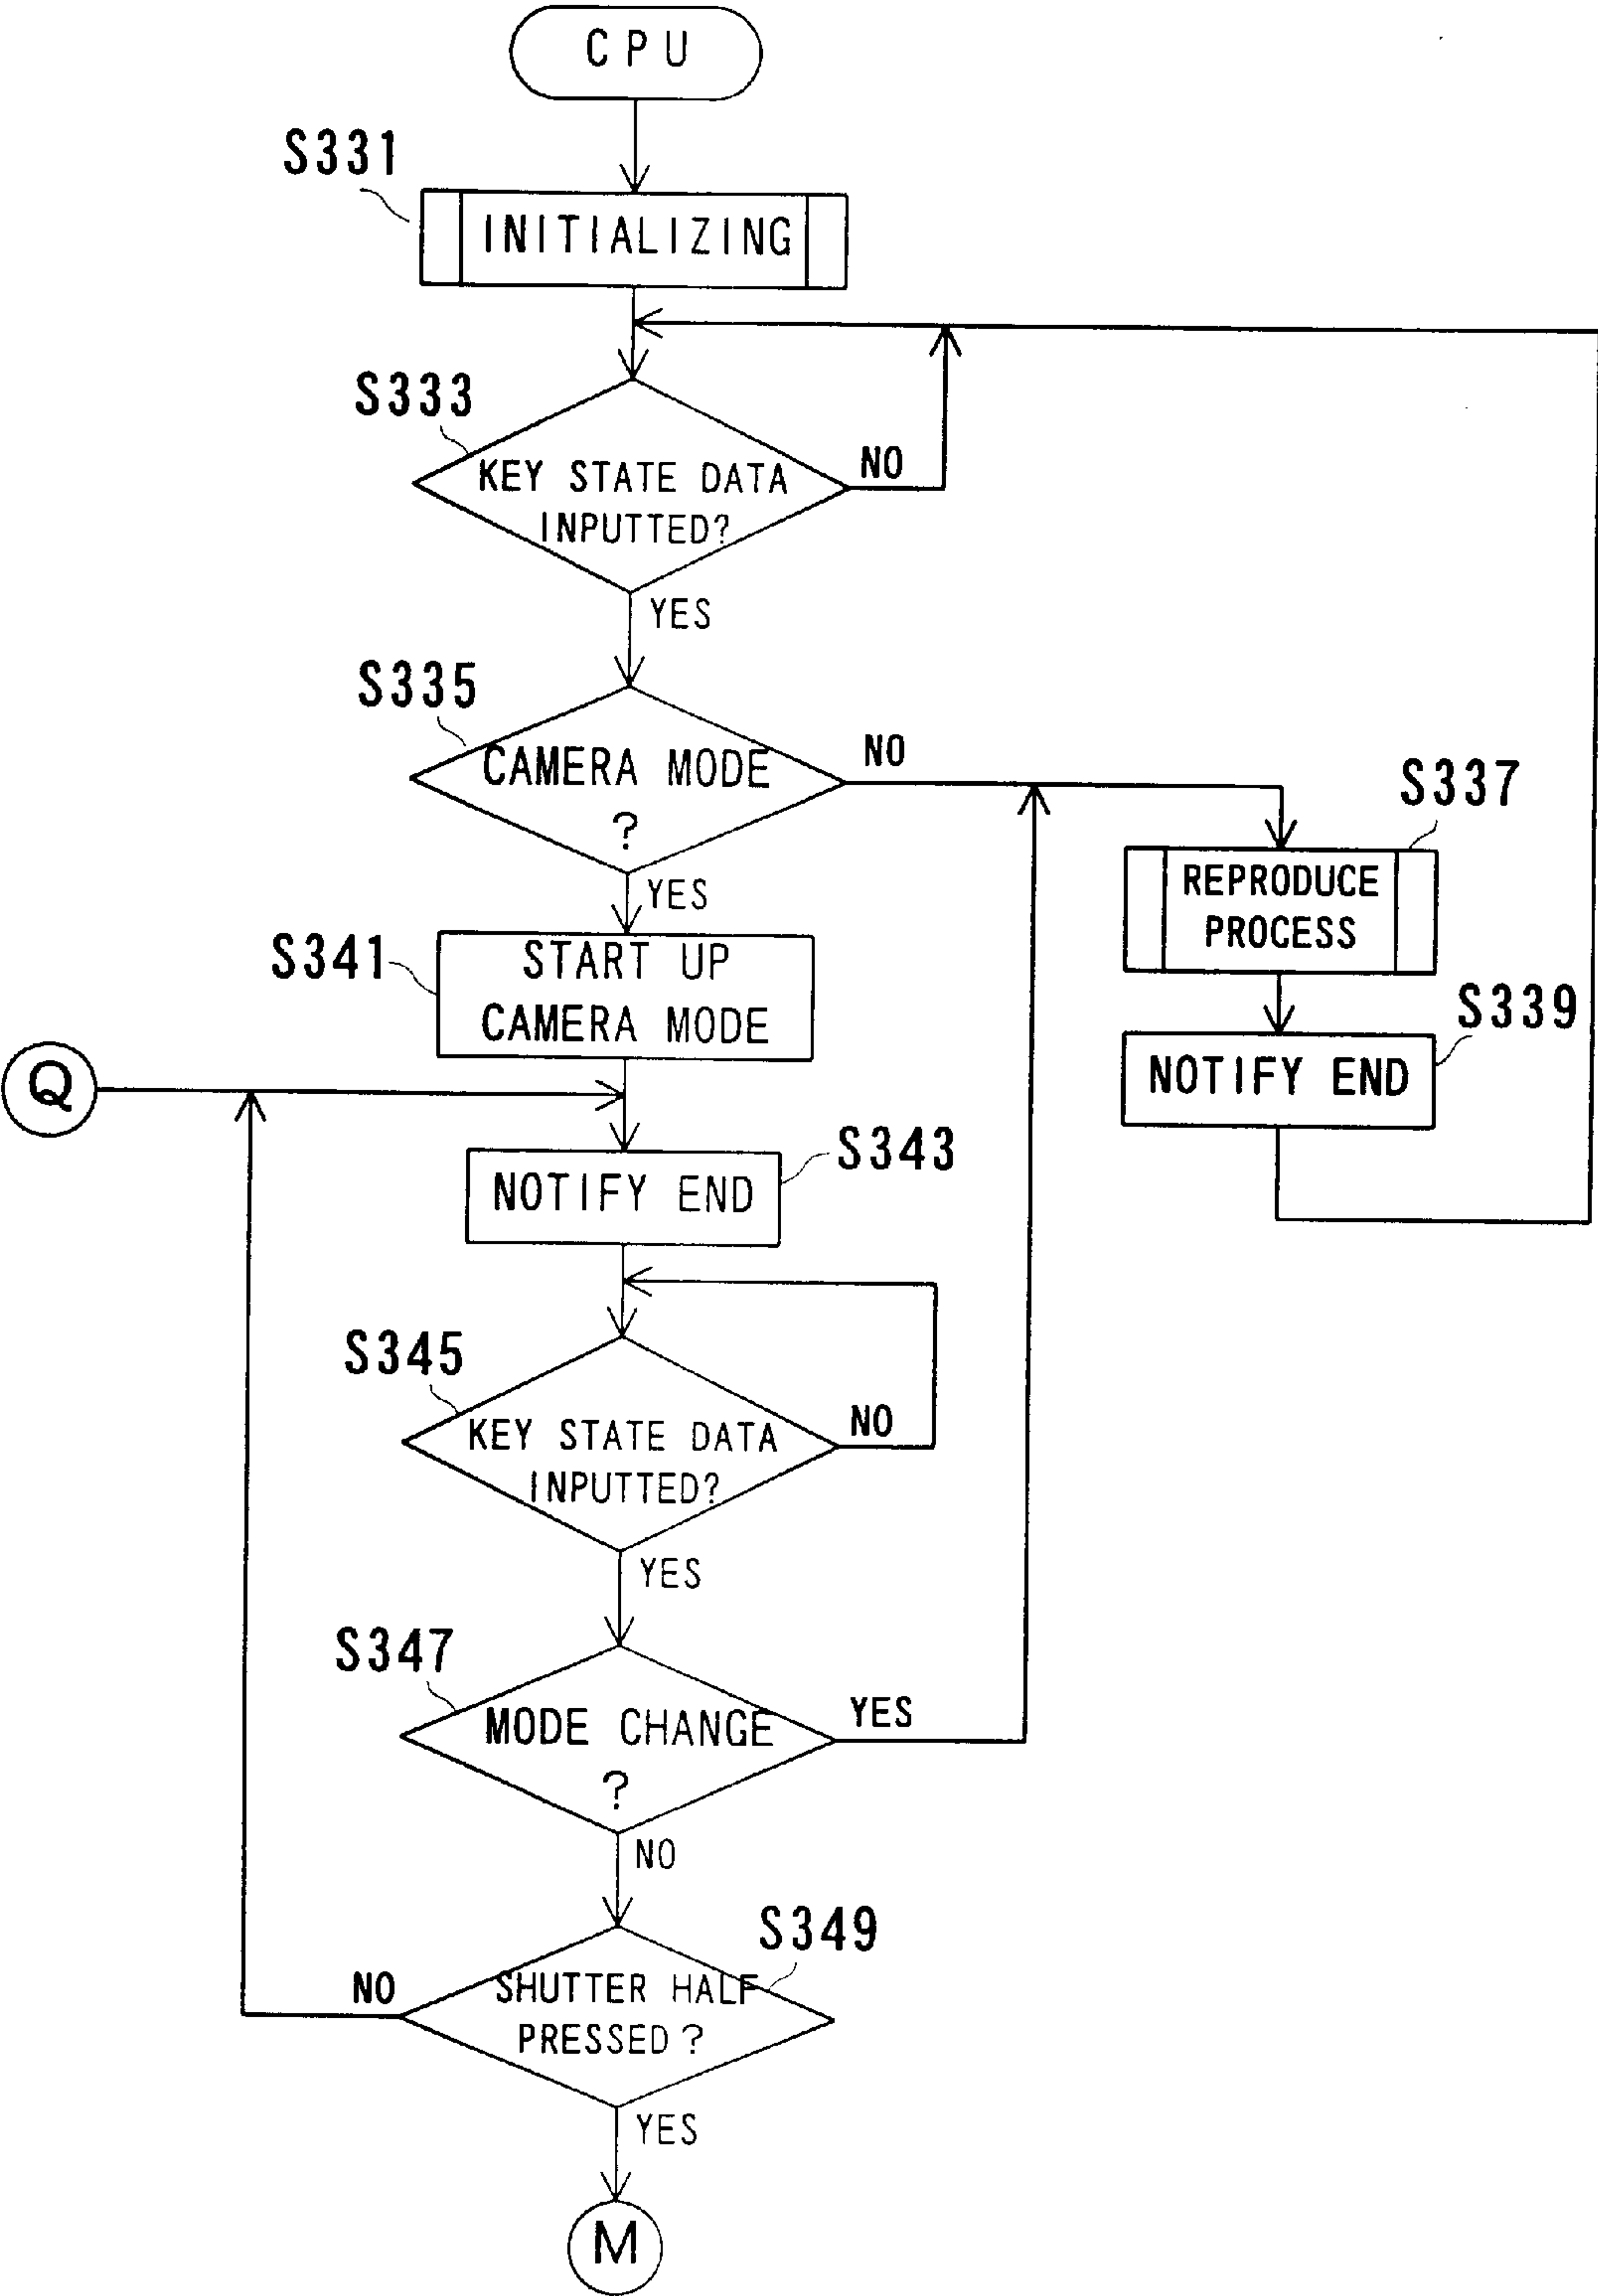 CPU
S331
INITIALIZING
S333
KEY STATE DATA
INPUTTED?
NO
YES
S335
CAMERA MODE
?
NO
YES
S337
REPRODUCE
PROCESS
S341
START UP
CAMERA MODE
S339
NOTIFY END
Q
S343
NOTIFY END
S345
KEY STATE DATA
INPUTTED?
NO
YES
S347
MODE CHANGE
?
YES
NO
S349
SHUTTER HALF
PRESSED?
NO
YES
M